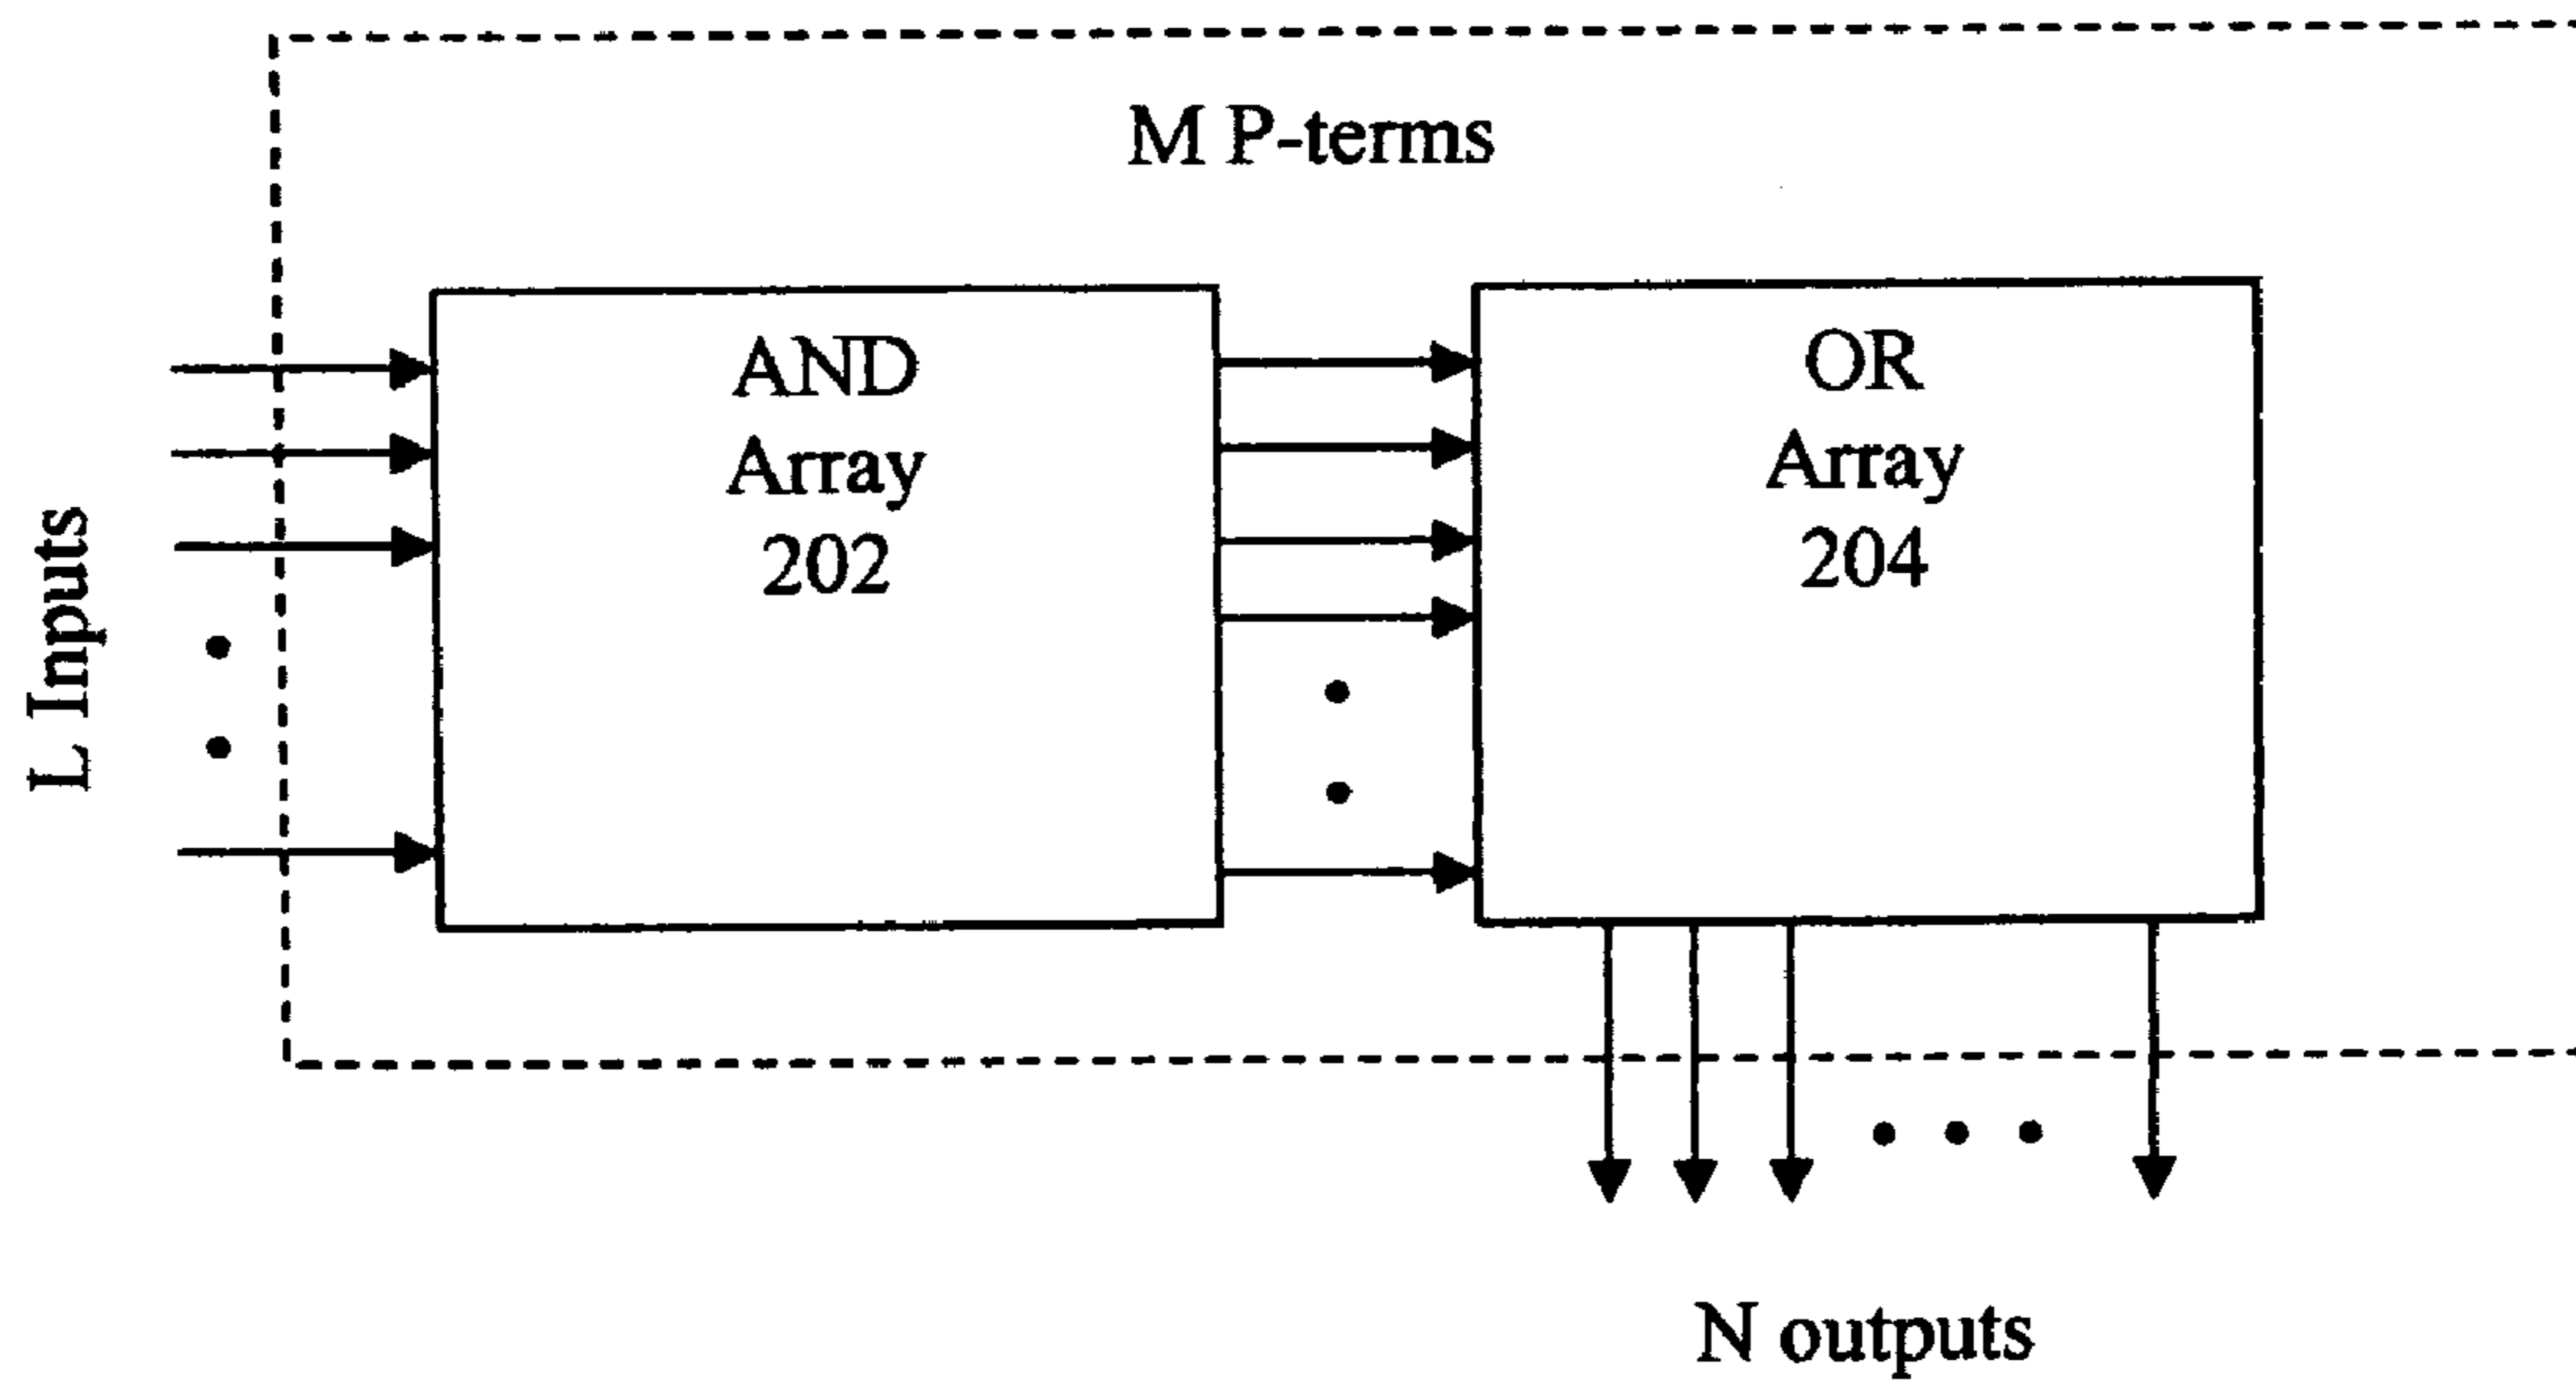 M P-terms
L Inputs
AND
Array
202
OR
Array
204
N outputs